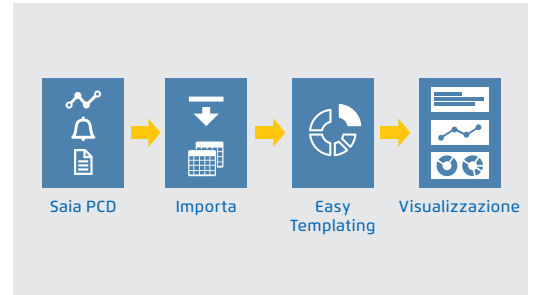 Saia PCD
Importa
Easy
Templating
Visualizzazione